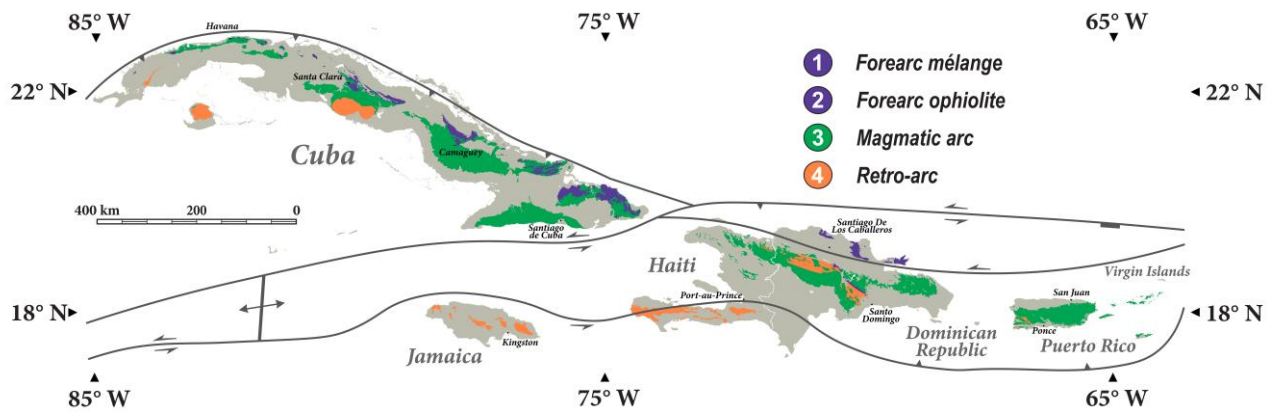 85° W
75° W
65° W
Havana
1 Forearc mélange
Santa Clara
22° N
22° N
2 Forearc ophiolite
3 Magmatic arc
Cuba
Camaguey
4 Retro-arc
400 km 200 0
Santiago
de Cuba
Santiago De
Los Caballeros
Haiti
Virgin Islands
Port-au-Prince
San Juan
18° N
18° N
Santo
Domingo
Dominican
Republic
Ponce
Puerto Rico
Jamaica
Kingston
85° W
75° W
65° W